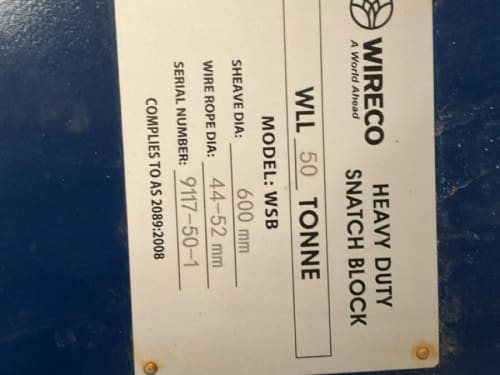 WIRECO
A World Ahead
HEAVY DUTY
SNATCH BLOCK
WLL 50 TONNE
MODEL: WSB
SHEAVE DIA: 600 mm
WIRE ROPE DIA: 44-52 mm
SERIAL NUMBER: 9117-50-1
COMPLIES TO AS 2089:2008